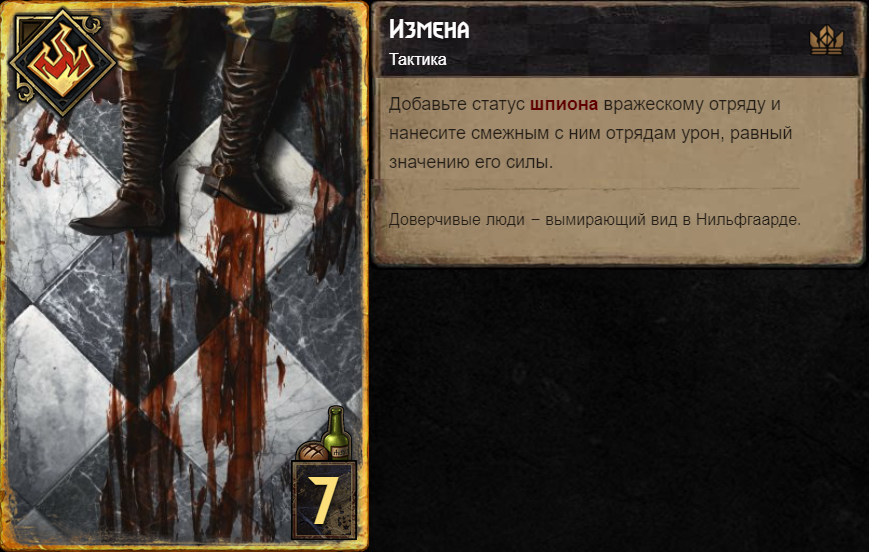 Измена
Тактика
Добавьте статус шпиона вражескому отряду и
нанесите смежным с ним отрядам урон, равный
значению его силы.
Доверчивые люди – вымирающий вид в Нильфгаарде.
7